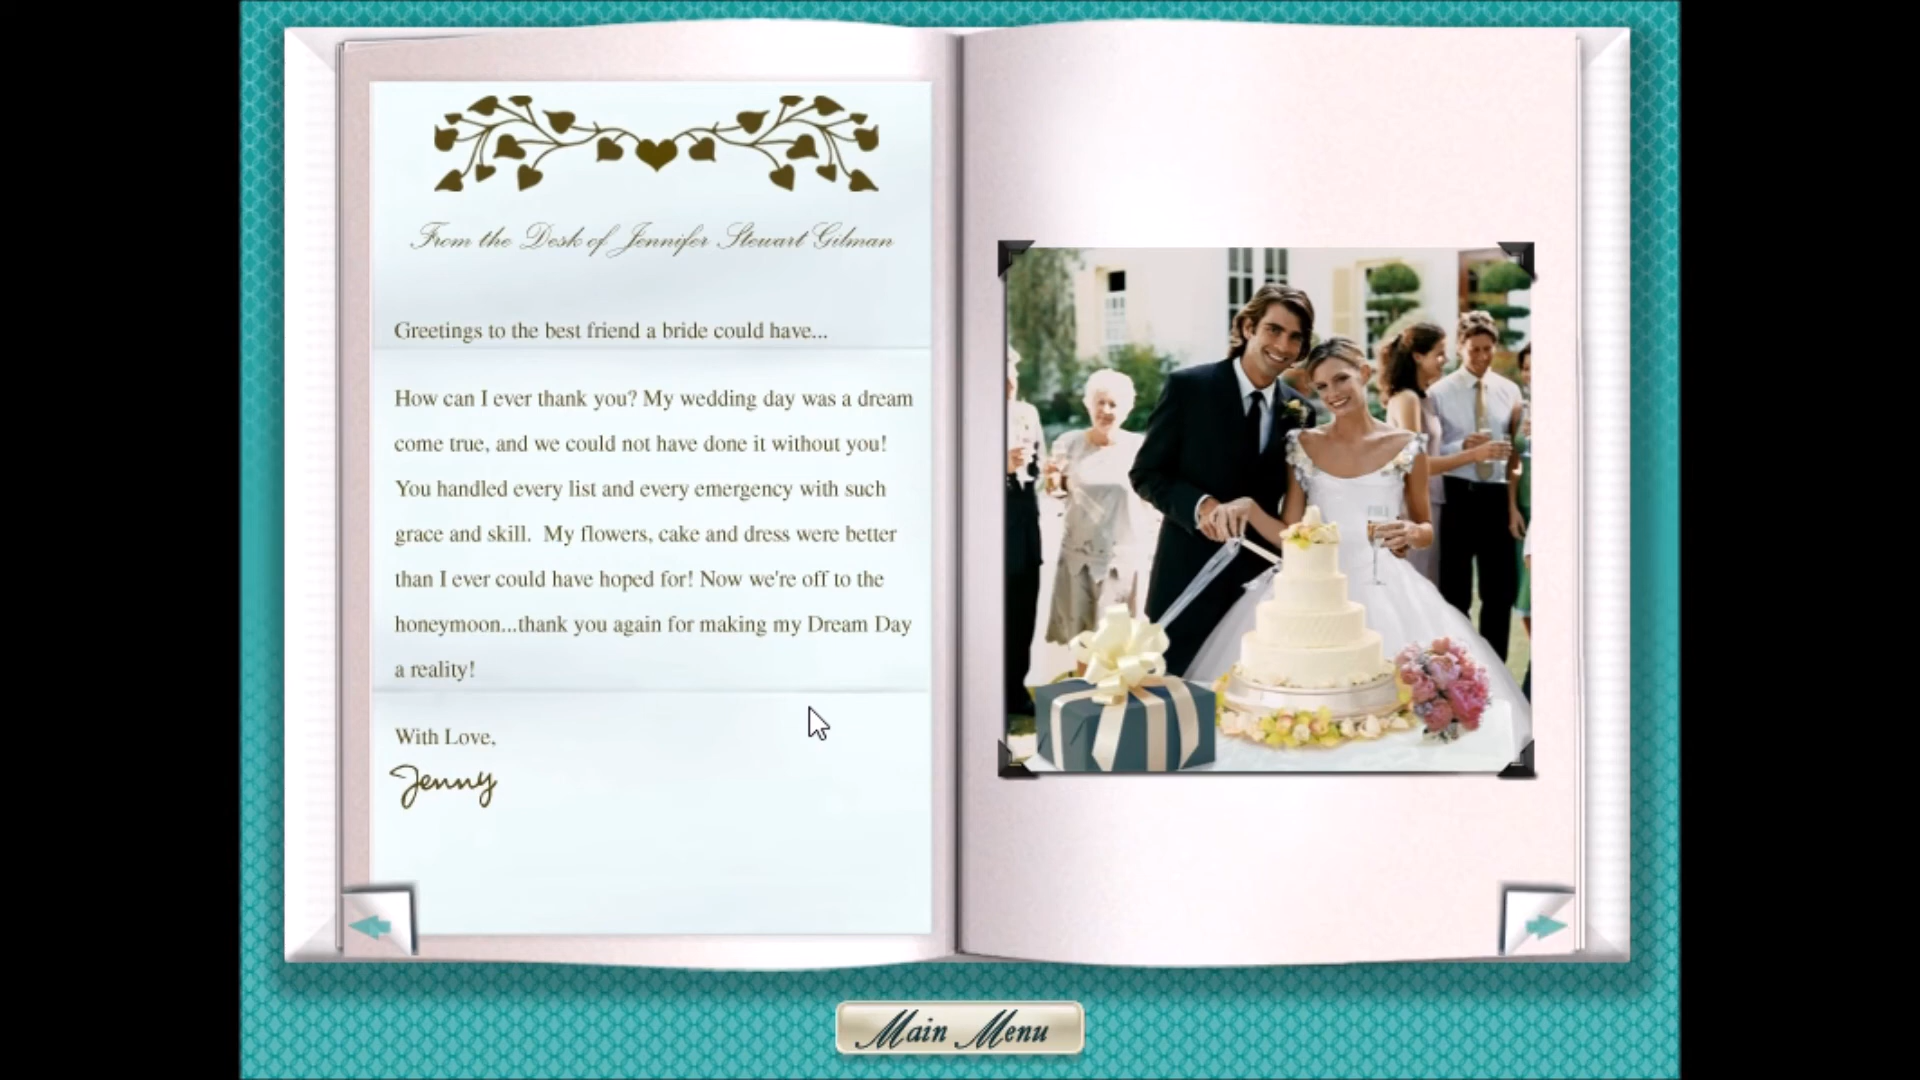 From the Desk of Jennifer Stewart Gilman
Greetings to the best friend a bride could have...
How can I ever thank you? My wedding day was a dream
come true, and we could not have done it without you!
You handled every list and every emergency with such
grace and skill.  My flowers, cake and dress were better
than I ever could have hoped for! Now we're off to the
honeymoon...thank you again for making my Dream Day
a reality!
With Love,
Jenny
Main Menu